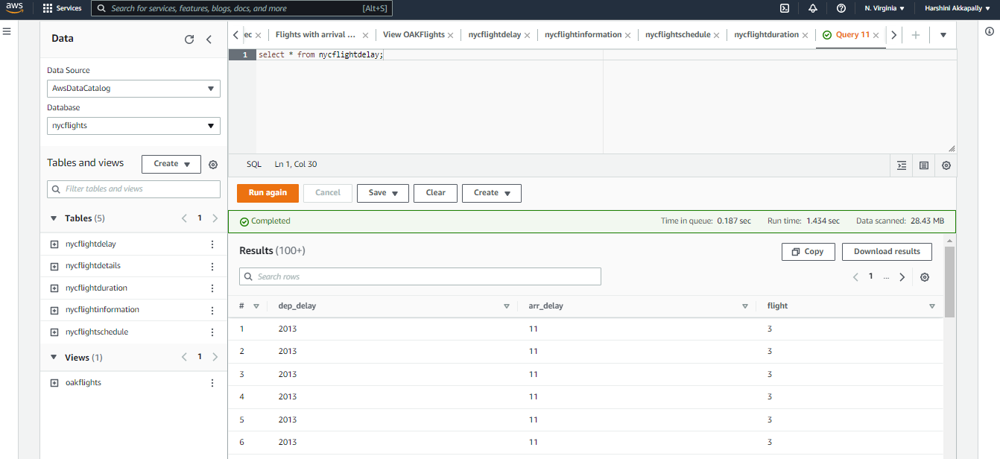 aws Services Search for services, features, blogs, docs, and more [Alt+S] N. Virginia Harshini Akkapally
Data
Data Source
AwsDataCatalog
Database
nycflights
Tables and views Create
Filter tables and views
Tables (5) 1
nycflightdelay
nycflightdetails
nycflightduration
nycflightinformation
nycflightschedule
Views (1) 1
oakflights
ec Flights with arrival ... View OAKFlights nycflightdelay nycflightinformation nycflightschedule nycflightduration Query 11
1 select * from nycflightdelay;
SQL Ln 1, Col 30
Run again Cancel Save Clear Create
Completed Time in queue: 0.187 sec Run time: 1.434 sec Data scanned: 28.43 MB
Results (100+) Copy Download results
Search rows 1 ...
# dep_delay arr_delay flight
1 2013 11 3
2 2013 11 3
3 2013 11 3
4 2013 11 3
5 2013 11 3
6 2013 11 3